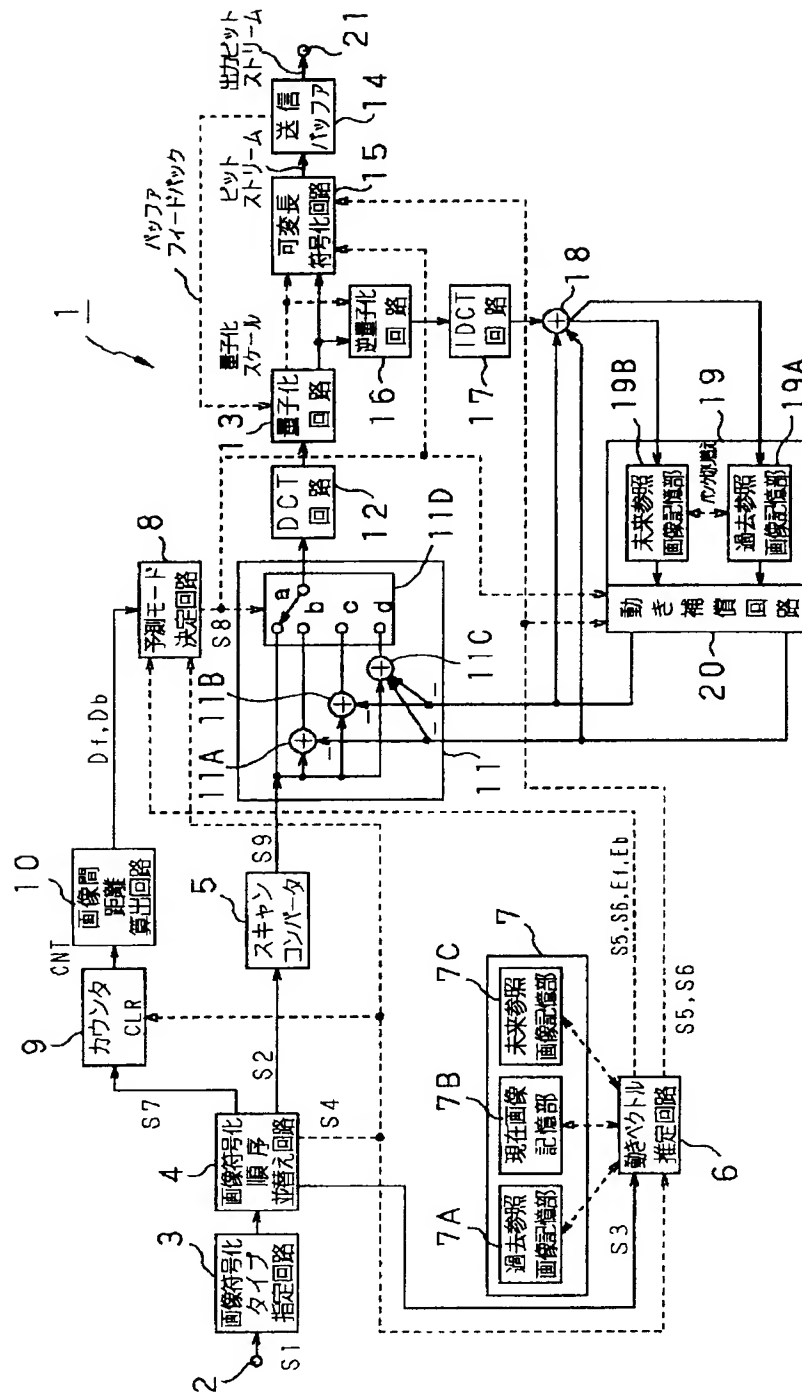 1
2
S1
3
画像符号化
タイプ
指定回路
4
画像符号化
順序
並替え回路
S7
S2
S4
S3
9
カウンタ
CLR
CNT
10
画像間
距離
算出回路
Df,Db
8
予測モード
決定回路
S8
5
スキャン
コンバータ
S9
11
11A
11B
11C
11D
a
b
c
d
12
DCT
回路
13
量子化
回路
量子化
スケール
バッファ
フィードバック
15
可変長
符号化回路
ビット
ストリーム
14
送信
バッファ
出力ビット
ストリーム
21
16
逆量子化
回路
17
IDCT
回路
18
19
19B
未来参照
画像記憶部
バンク切り換え
19A
過去参照
画像記憶部
20
動き補償回路
7
7A
過去参照
画像記憶部
7B
現在画像
記憶部
7C
未来参照
画像記憶部
6
動きベクトル
推定回路
S5,S6,Ef,Eb
S5,S6